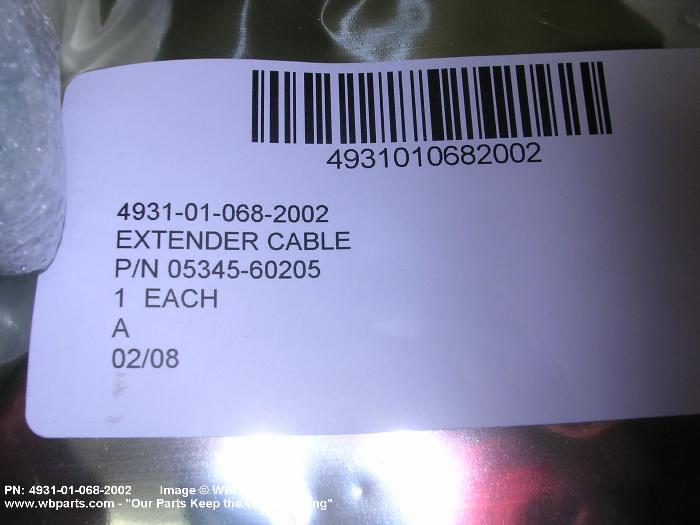 4931010682002
4931-01-068-2002
EXTENDER CABLE
P/N 05345-60205
1 EACH
A
02/08
PN: 4931-01-068-2002 Image ©
www.wbparts.com - "Our Parts Keep the